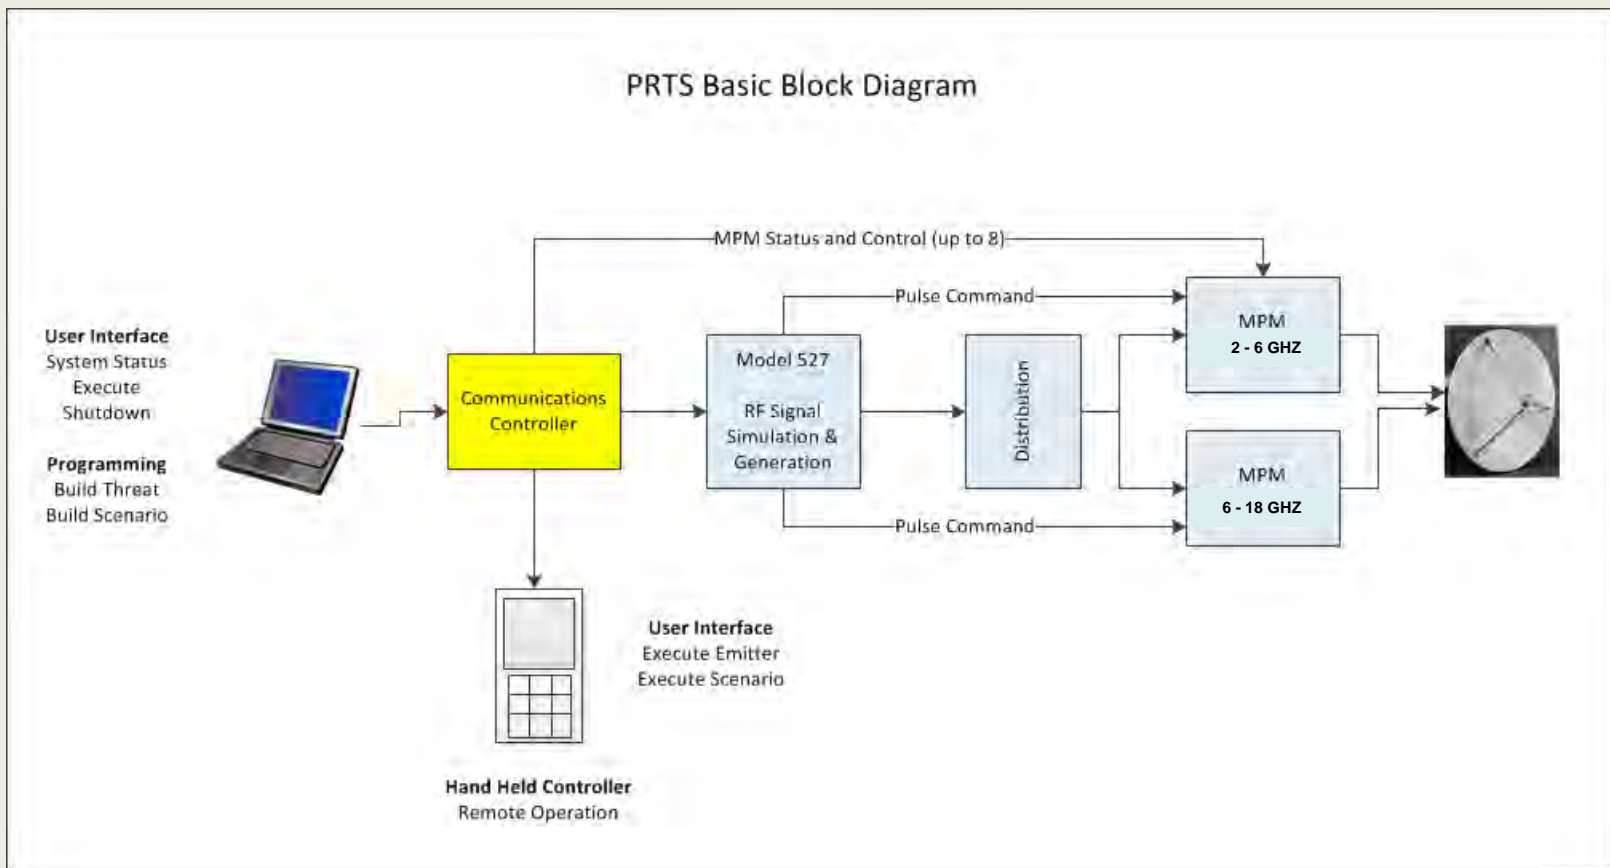 PRTS Basic Block Diagram
MPM Status and Control (up to 8)
Pulse Command
User Interface
System Status
Execute
Shutdown
Programming
Build Threat
Build Scenario
Communications
Controller
Model 527
RF Signal
Simulation &
Generation
Distribution
MPM
2 - 6 GHZ
MPM
6 - 18 GHZ
Pulse Command
User Interface
Execute Emitter
Execute Scenario
Hand Held Controller
Remote Operation